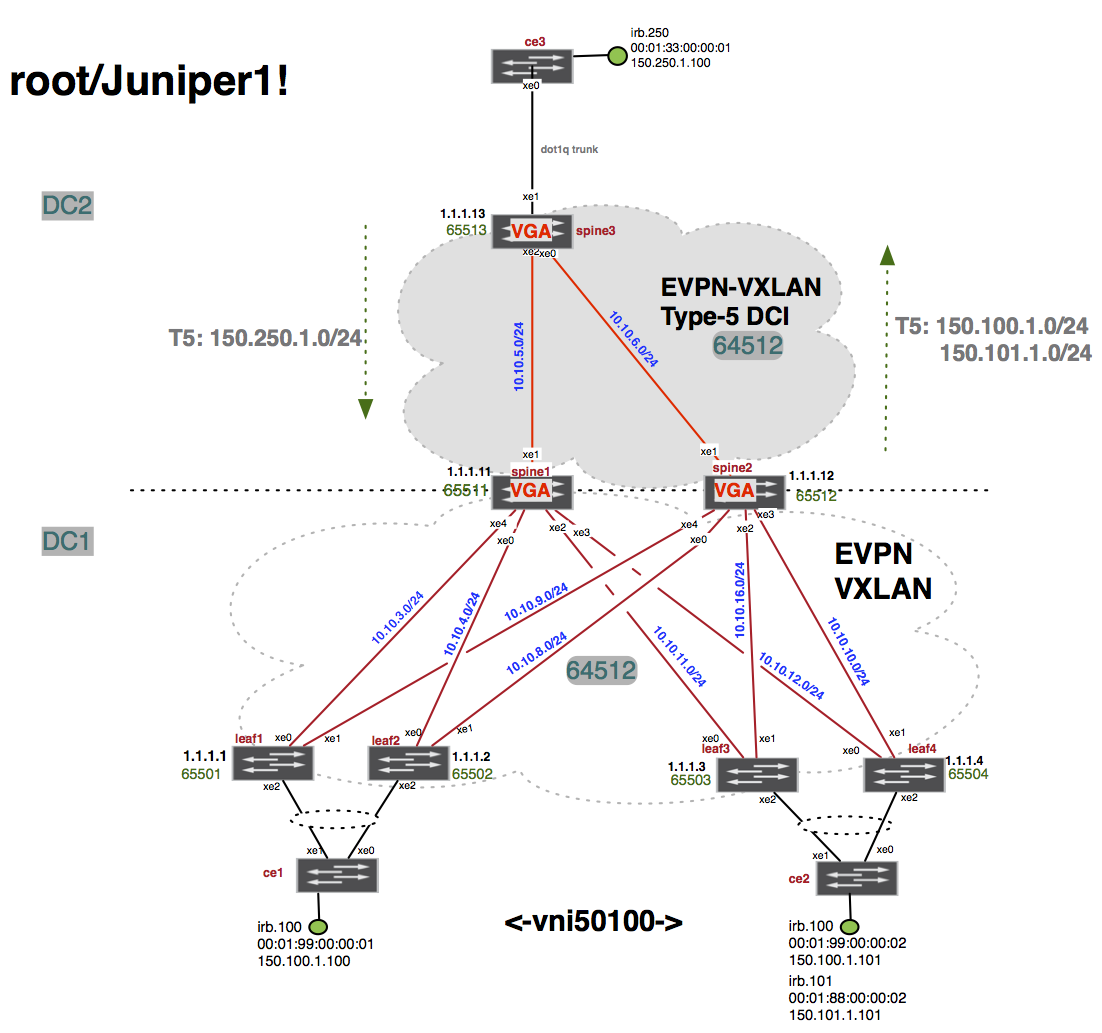 ce3
irb.250
00:01:33:00:00:01
150.250.1.100
root/Juniper1!
xe0
dot1q trunk
DC2
xe1
1.1.1.13
65513
VGA
spine3
xe2
xe0
EVPN-VXLAN
Type-5 DCI
64512
T5: 150.250.1.0/24
T5: 150.100.1.0/24
150.101.1.0/24
10.10.5.0/24
10.10.6.0/24
xe1
xe1
1.1.1.11
spine1
65511
VGA
spine2
VGA
1.1.1.12
65512
DC1
xe4
xe0
xe2
xe3
xe4
xe0
xe2
xe3
EVPN
VXLAN
10.10.3.0/24
10.10.4.0/24
10.10.9.0/24
10.10.8.0/24
10.10.11.0/24
10.10.16.0/24
10.10.12.0/24
10.10.10.0/24
64512
leaf1
xe0
xe1
1.1.1.1
65501
xe2
leaf2
xe0
xe1
1.1.1.2
65502
xe2
xe0
leaf3
xe1
1.1.1.3
65503
xe2
xe0
xe1
leaf4
1.1.1.4
65504
xe2
xe1
xe0
ce1
xe1
xe0
ce2
<-vni50100->
irb.100
00:01:99:00:00:01
150.100.1.100
irb.100
00:01:99:00:00:02
150.100.1.101
irb.101
00:01:88:00:00:02
150.101.1.101